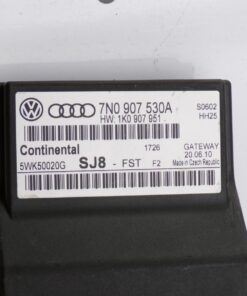 7N0 907 530A S0602
HW: 1K0 907 951 HH25
Continental 1726 GATEWAY
20.06.10
5WK50020G SJ8 - FST F2 Made in Czech Republic